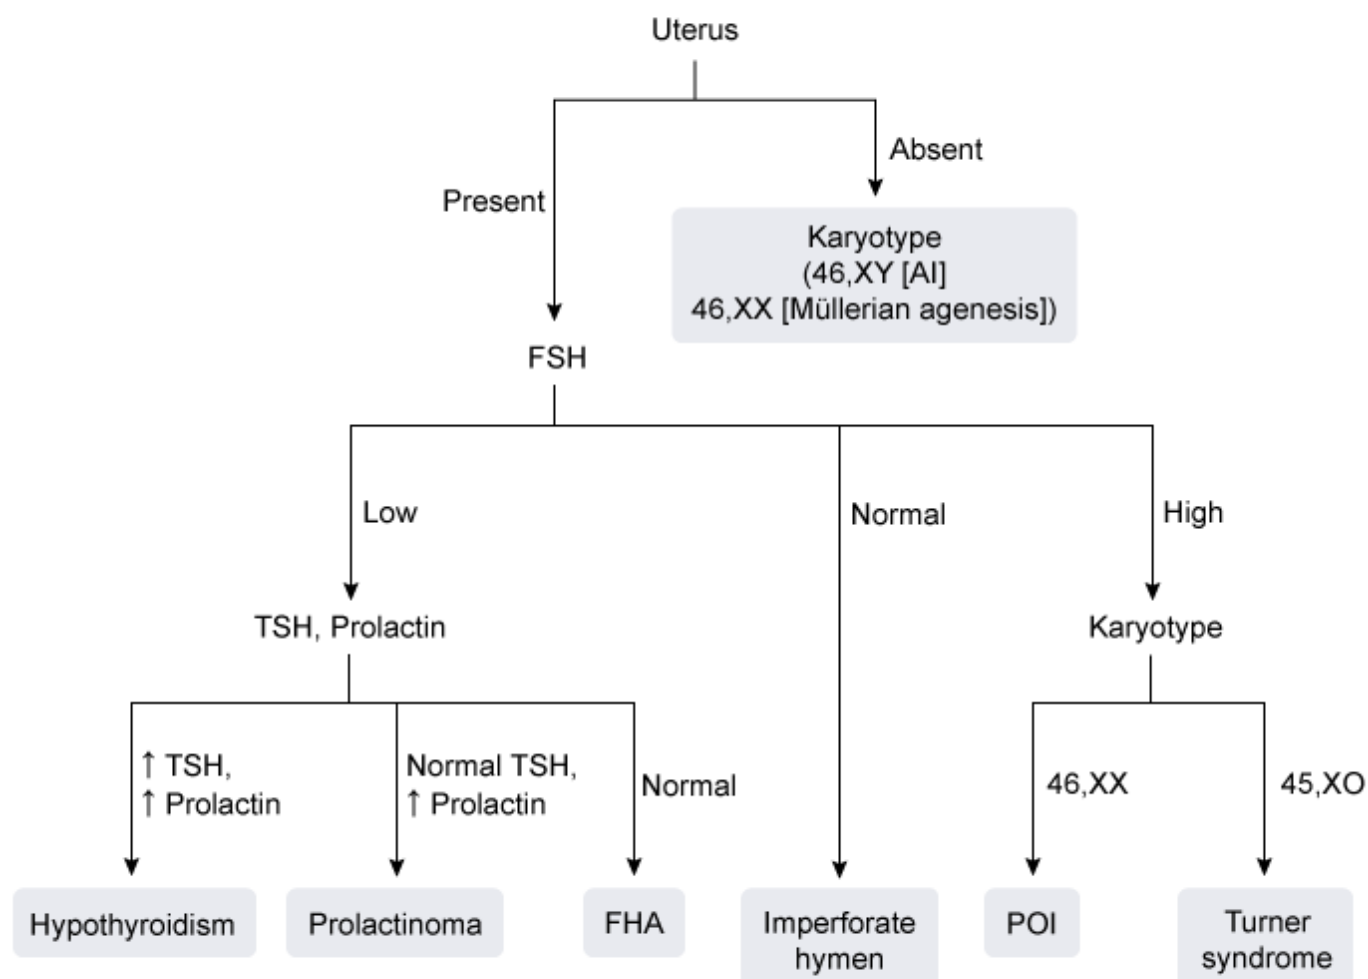 Uterus
Absent
Present
Karyotype
(46,XY [AI]
46,XX [Müllerian agenesis])
FSH
Low
Normal
High
TSH, Prolactin
Karyotype
↑ TSH,
↑ Prolactin
Normal TSH,
↑ Prolactin
Normal
46,XX
45,XO
Hypothyroidism
Prolactinoma
FHA
Imperforate
hymen
POI
Turner
syndrome